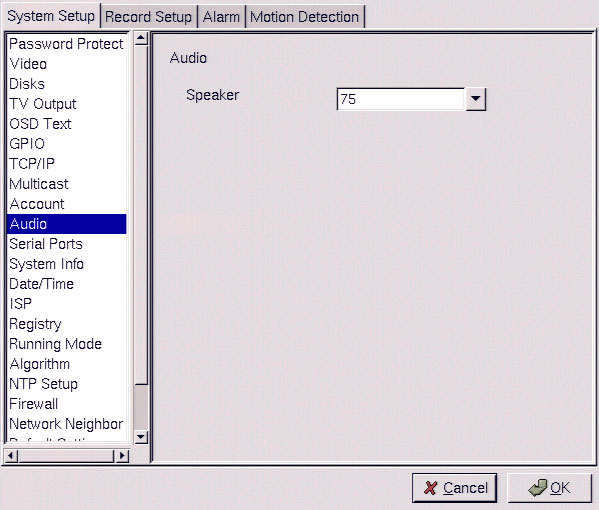 System Setup
Record Setup
Alarm
Motion Detection
Password Protect
Video
Disks
TV Output
OSD Text
GPIO
TCP/IP
Multicast
Account
Audio
Serial Ports
System Info
Date/Time
ISP
Registry
Running Mode
Algorithm
NTP Setup
Firewall
Network Neighbor
Audio
Speaker
75
Cancel
OK